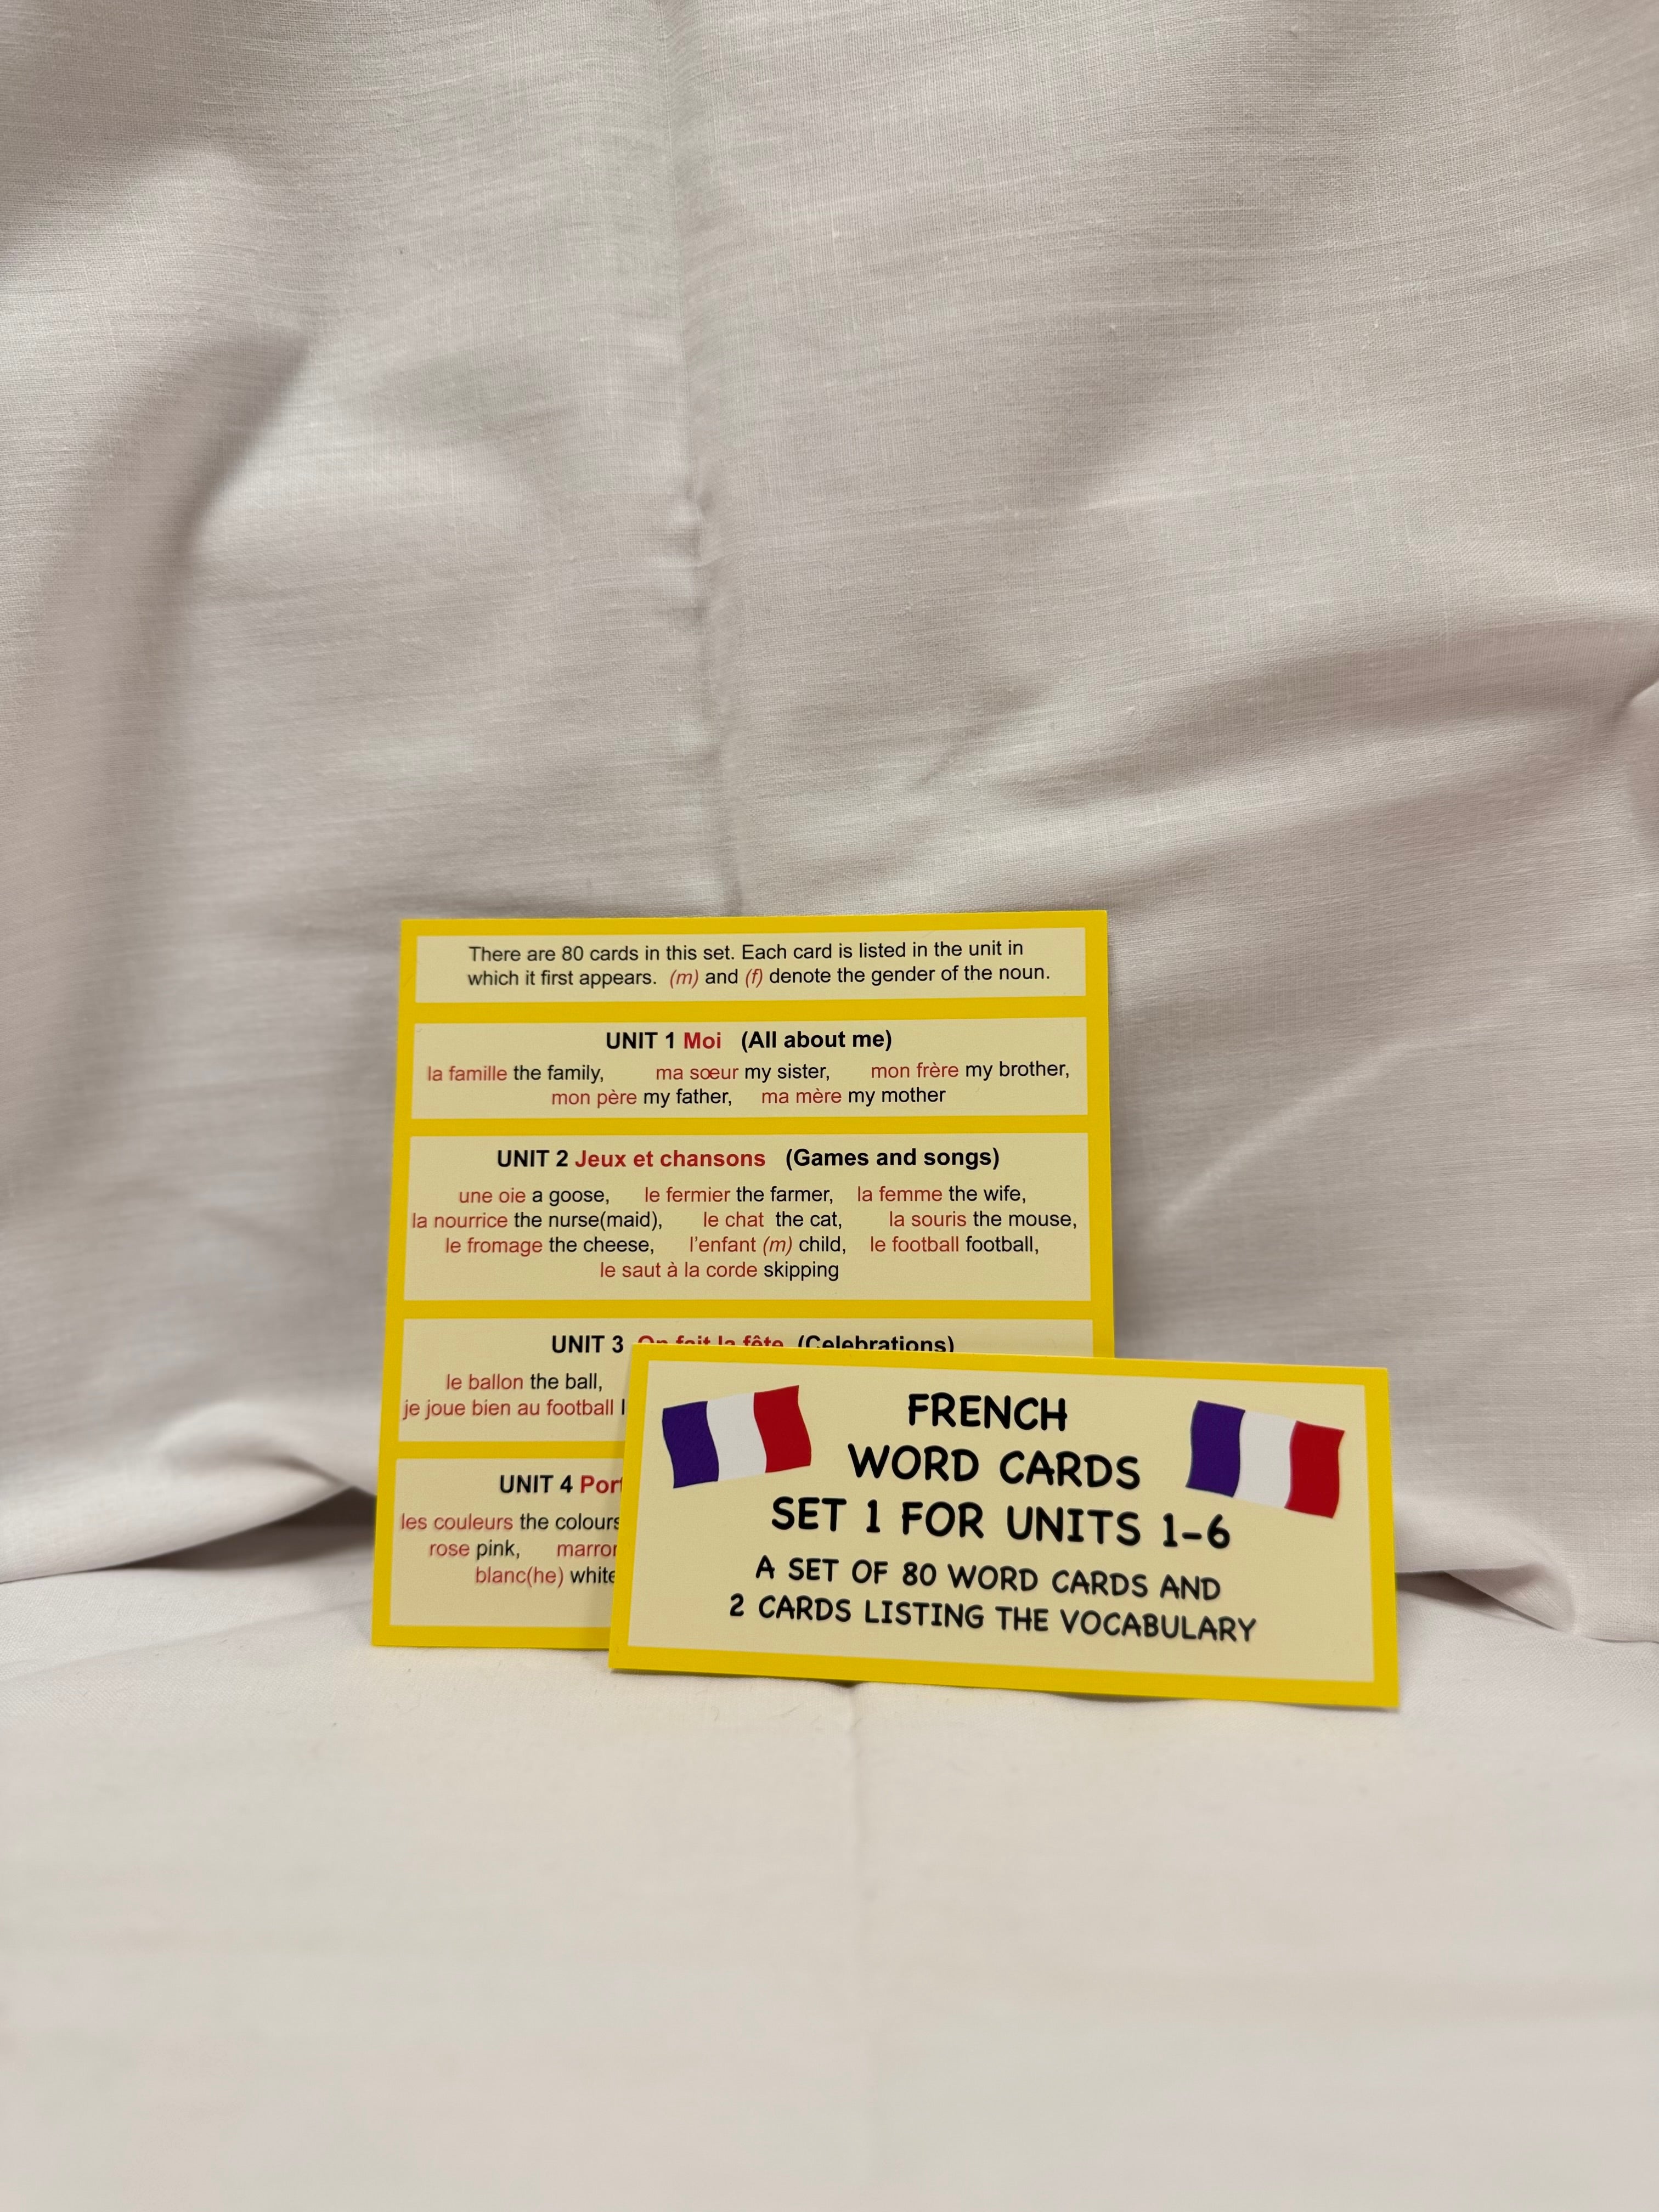 There are 80 cards in this set. Each card is listed in the unit in
which it first appears. (m) and (f) denote the gender of the noun.
UNIT 1 Moi (All about me)
la famille the family, ma sœur my sister, mon frère my brother,
mon père my father, ma mère my mother
UNIT 2 Jeux et chansons (Games and songs)
une oie a goose, le fermier the farmer, la femme the wife,
la nourrice the nurse(maid), le chat the cat, la souris the mouse,
le fromage the cheese, l'enfant (m) child, le football football,
le saut à la corde skipping
UNIT 3 On fait la fête (Celebrations)
le ballon the ball,
je joue bien au football
UNIT 4
les couleurs the colours
rose pink,
blanc(he) white
FRENCH
WORD CARDS
SET 1 FOR UNITS 1-6
A SET OF 80 WORD CARDS AND
2 CARDS LISTING THE VOCABULARY